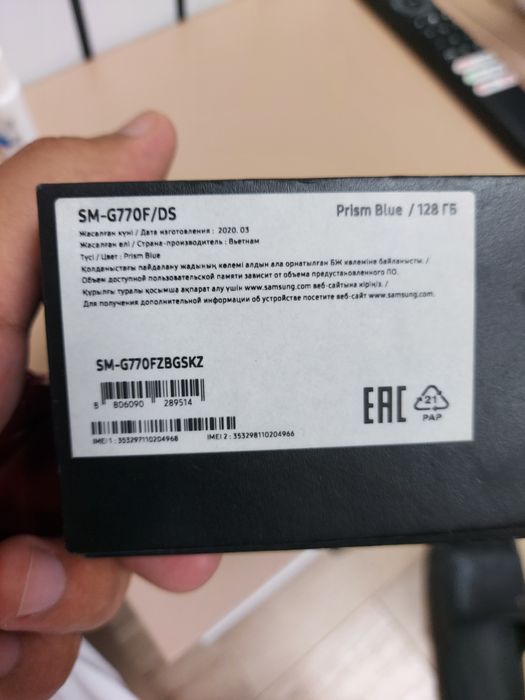 SM-G770F/DS
Prism Blue / 128 ГБ
Жасалған күні / Дата изготовления : 2020. 03
Жасалған елі / Страна-производитель : Вьетнам
Түсі / Цвет : Prism Blue
Қолданыстағы пайдалану жадының көлемі алдын ала орнатылған БЖ көлеміне байланысты. /
Объем доступной пользовательской памяти зависит от объема предустановленного ПО.
Құрылғы туралы қосымша ақпарат алу үшін www.samsung.com веб-сайтына кіріңіз. /
Для получения дополнительной информации об устройстве посетите веб-сайт www.samsung.com.
SM-G770FZBGSKZ
8 806090 289514
EAC
21
PAP
IMEI 1 : 353297110204968
IMEI 2 : 353298110204966